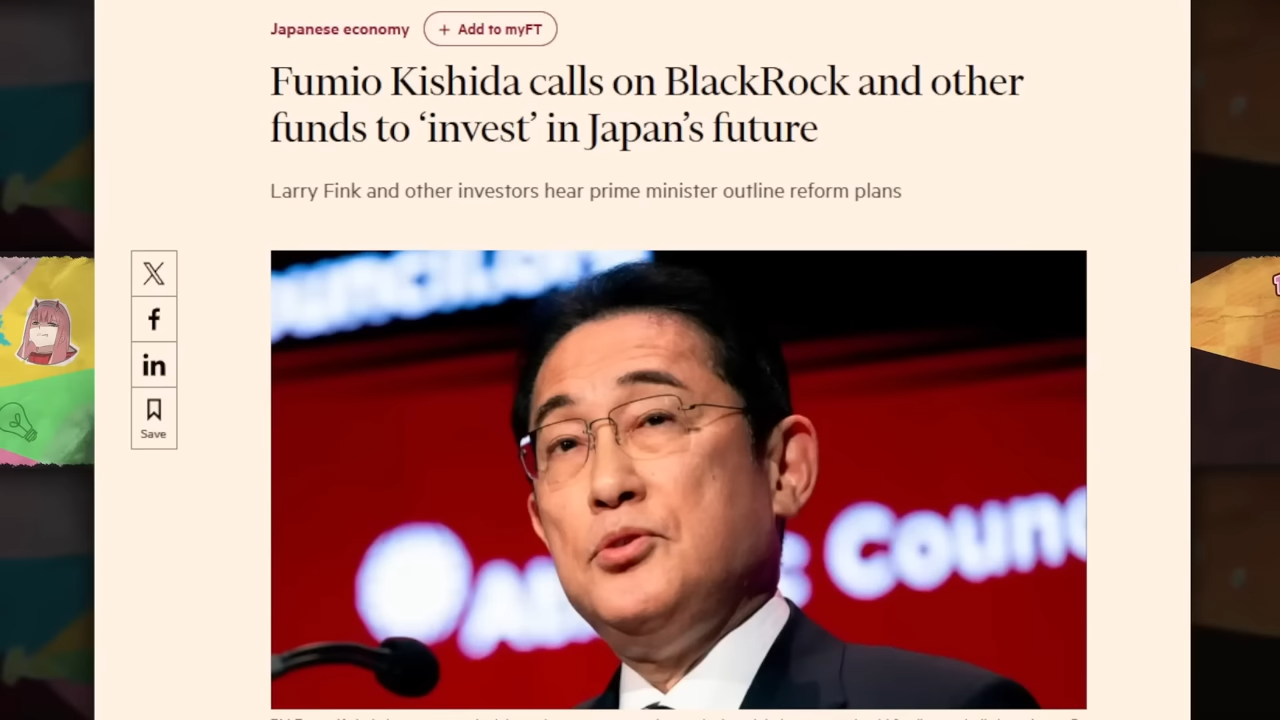 Japanese economy
+ Add to myFT
Fumio Kishida calls on BlackRock and other
funds to ‘invest’ in Japan’s future
Larry Fink and other investors hear prime minister outline reform plans
Save